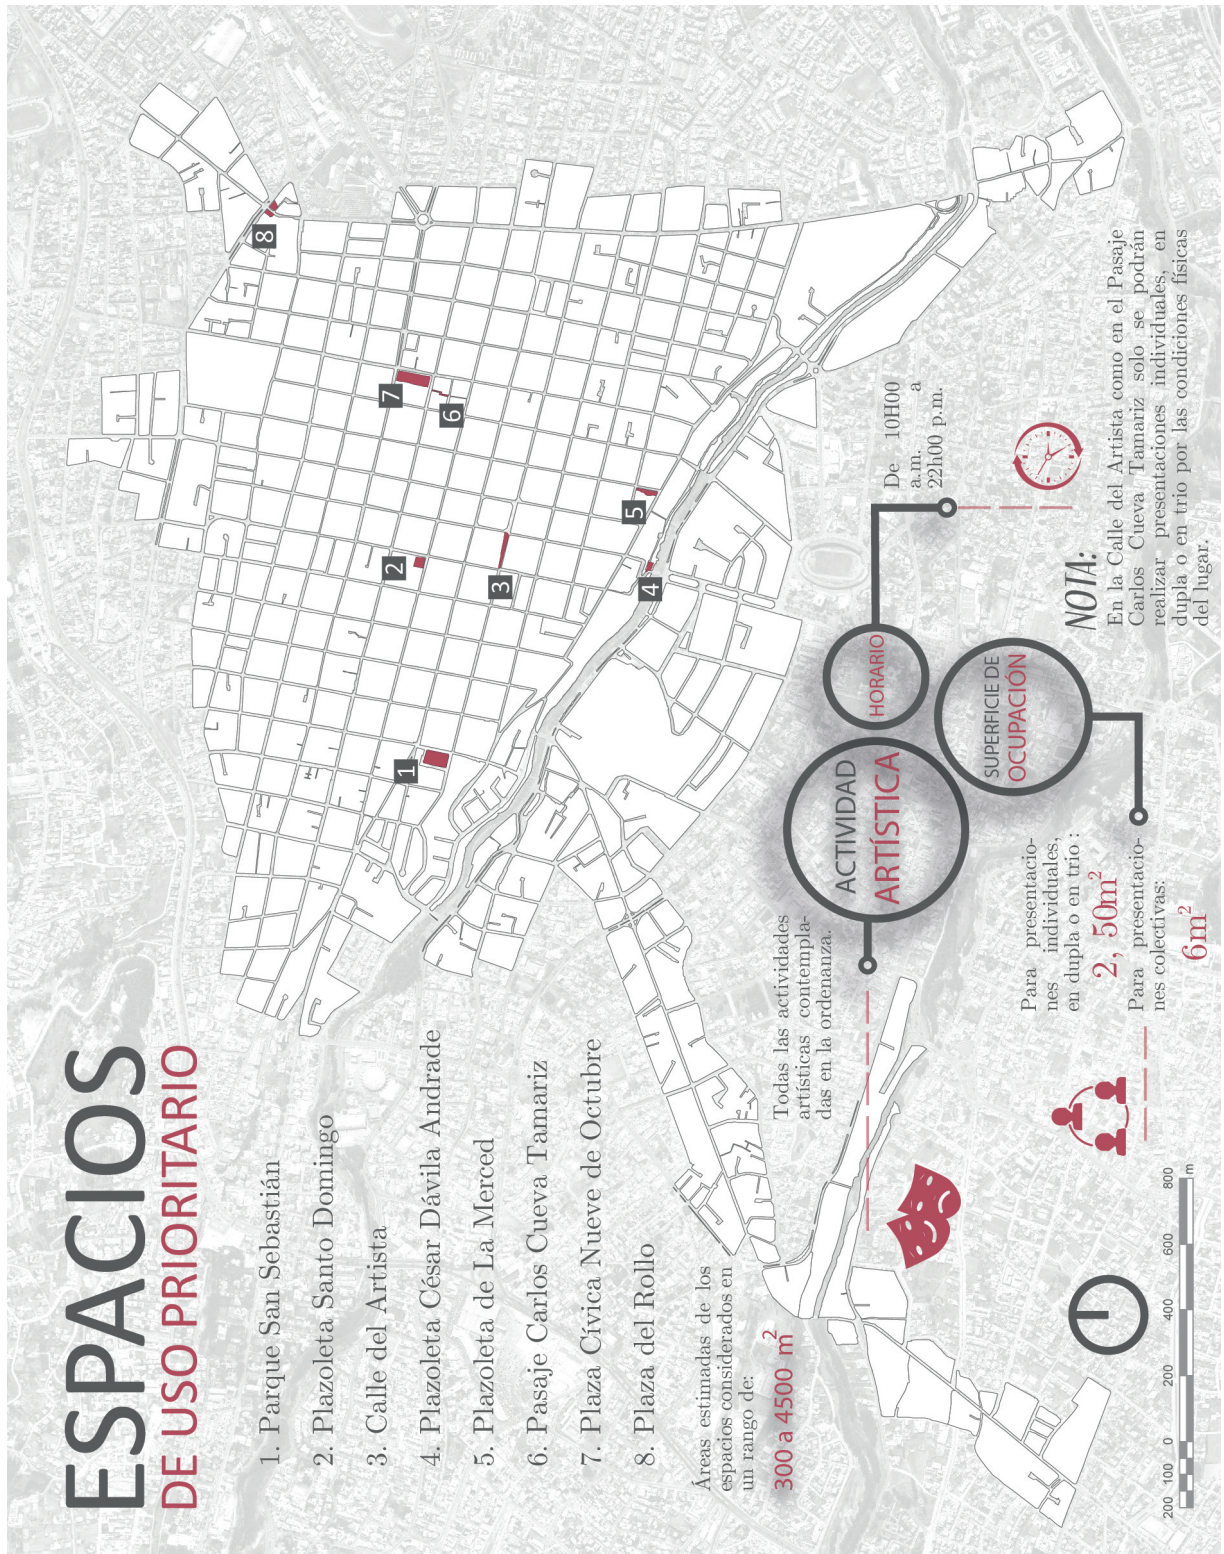 ESPACIOS
DE USO PRIORITARIO
1. Parque San Sebastián
2. Plazoleta Santo Domingo
3. Calle del Artista
4. Plazoleta César Dávila Andrade
5. Plazoleta de La Merced
6. Pasaje Carlos Cueva Tamariz
7. Plaza Cívica Nueve de Octubre
8. Plaza del Rollo
Áreas estimadas de los
espacios considerados en
un rango de:
300 a 4500 m²
1
2
3
4
5
6
7
8
Todas las actividades
artísticas contempla-
das en la ordenanza.
ACTIVIDAD
ARTÍSTICA
HORARIO
De 10H00
a.m. a
22h00 p.m.
SUPERFICIE DE
OCUPACIÓN
Para presentacio-
nes individuales,
en dupla o en trio :
2, 50m²
Para presentacio-
nes colectivas:
6m²
NOTA:
En la Calle del Artista como en el Pasaje
Carlos Cueva Tamariz solo se podrán
realizar presentaciones individuales, en
dupla o en trio por las condiciones físicas
del lugar.
200 100 0 200 400 600 800
m